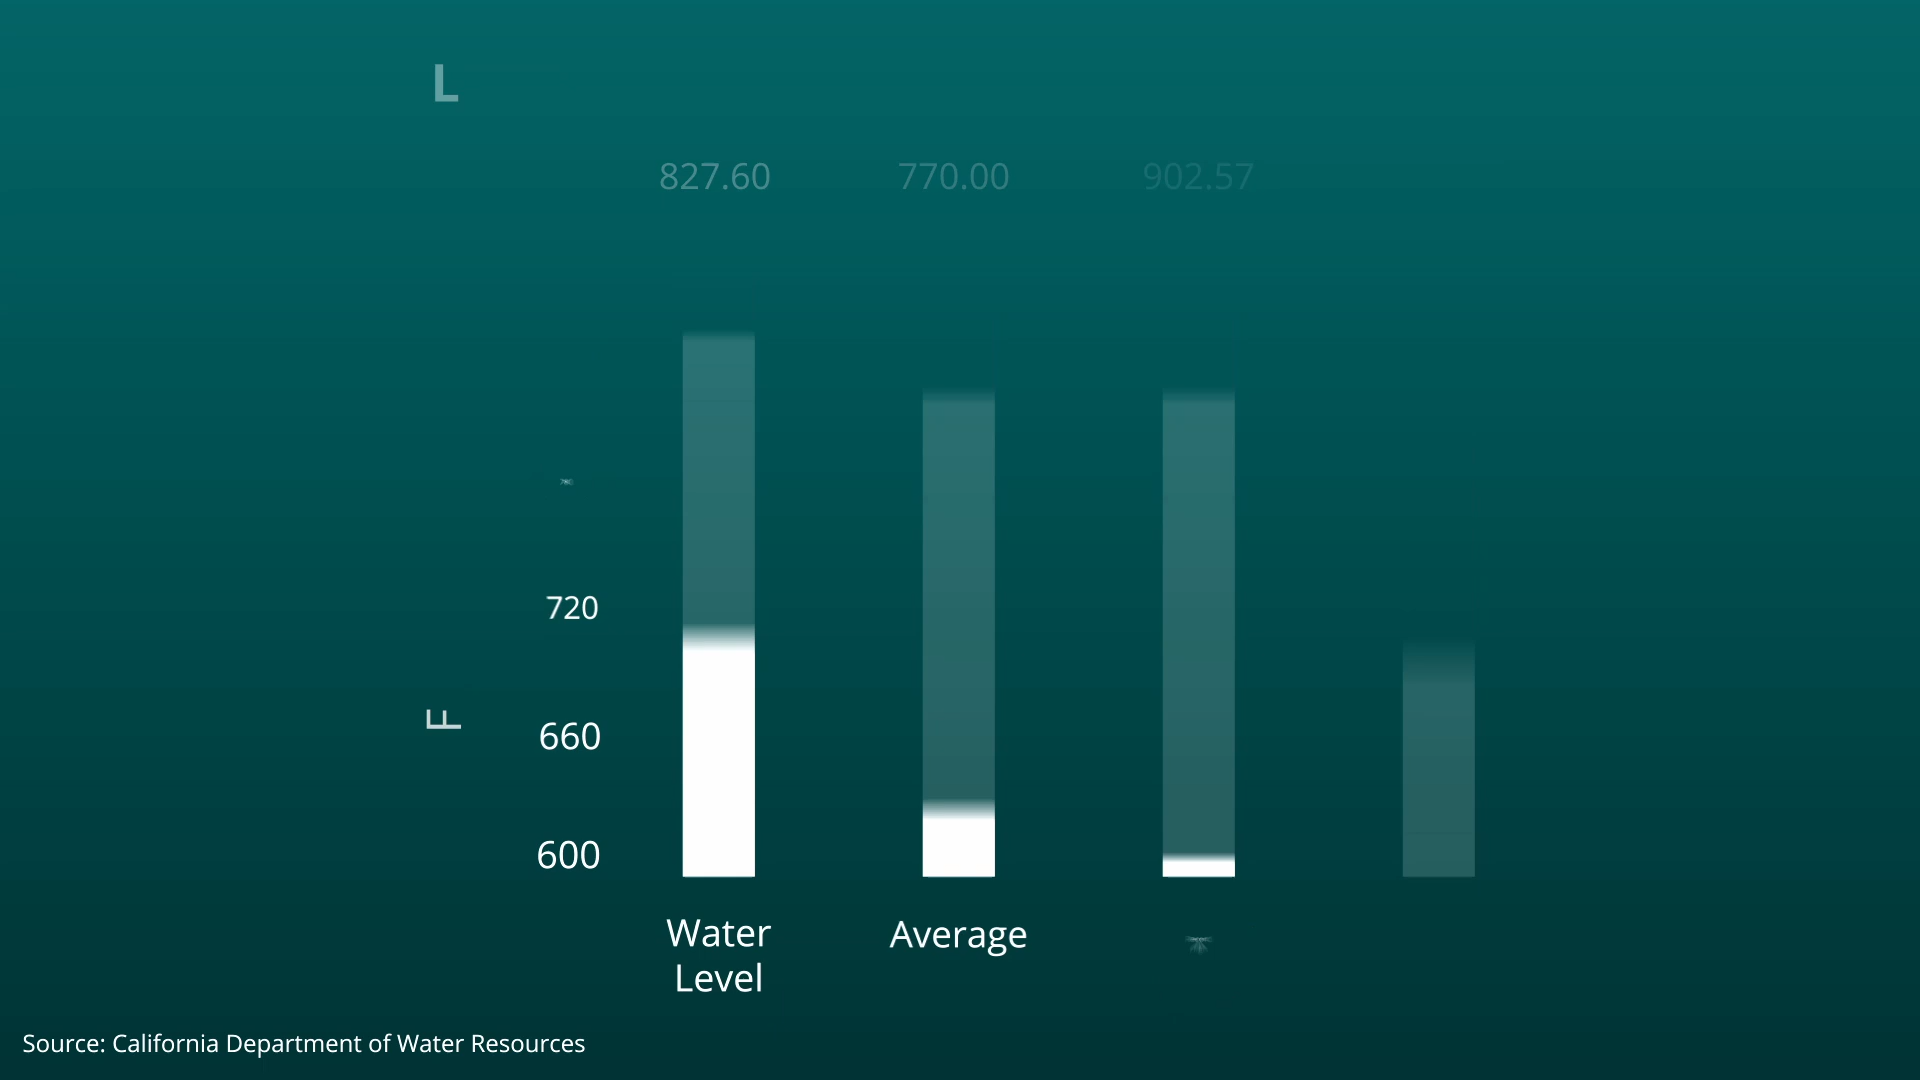 L
827.60 770.00 902.57
720
F
660
600
Water
Level
Average
Source: California Department of Water Resources